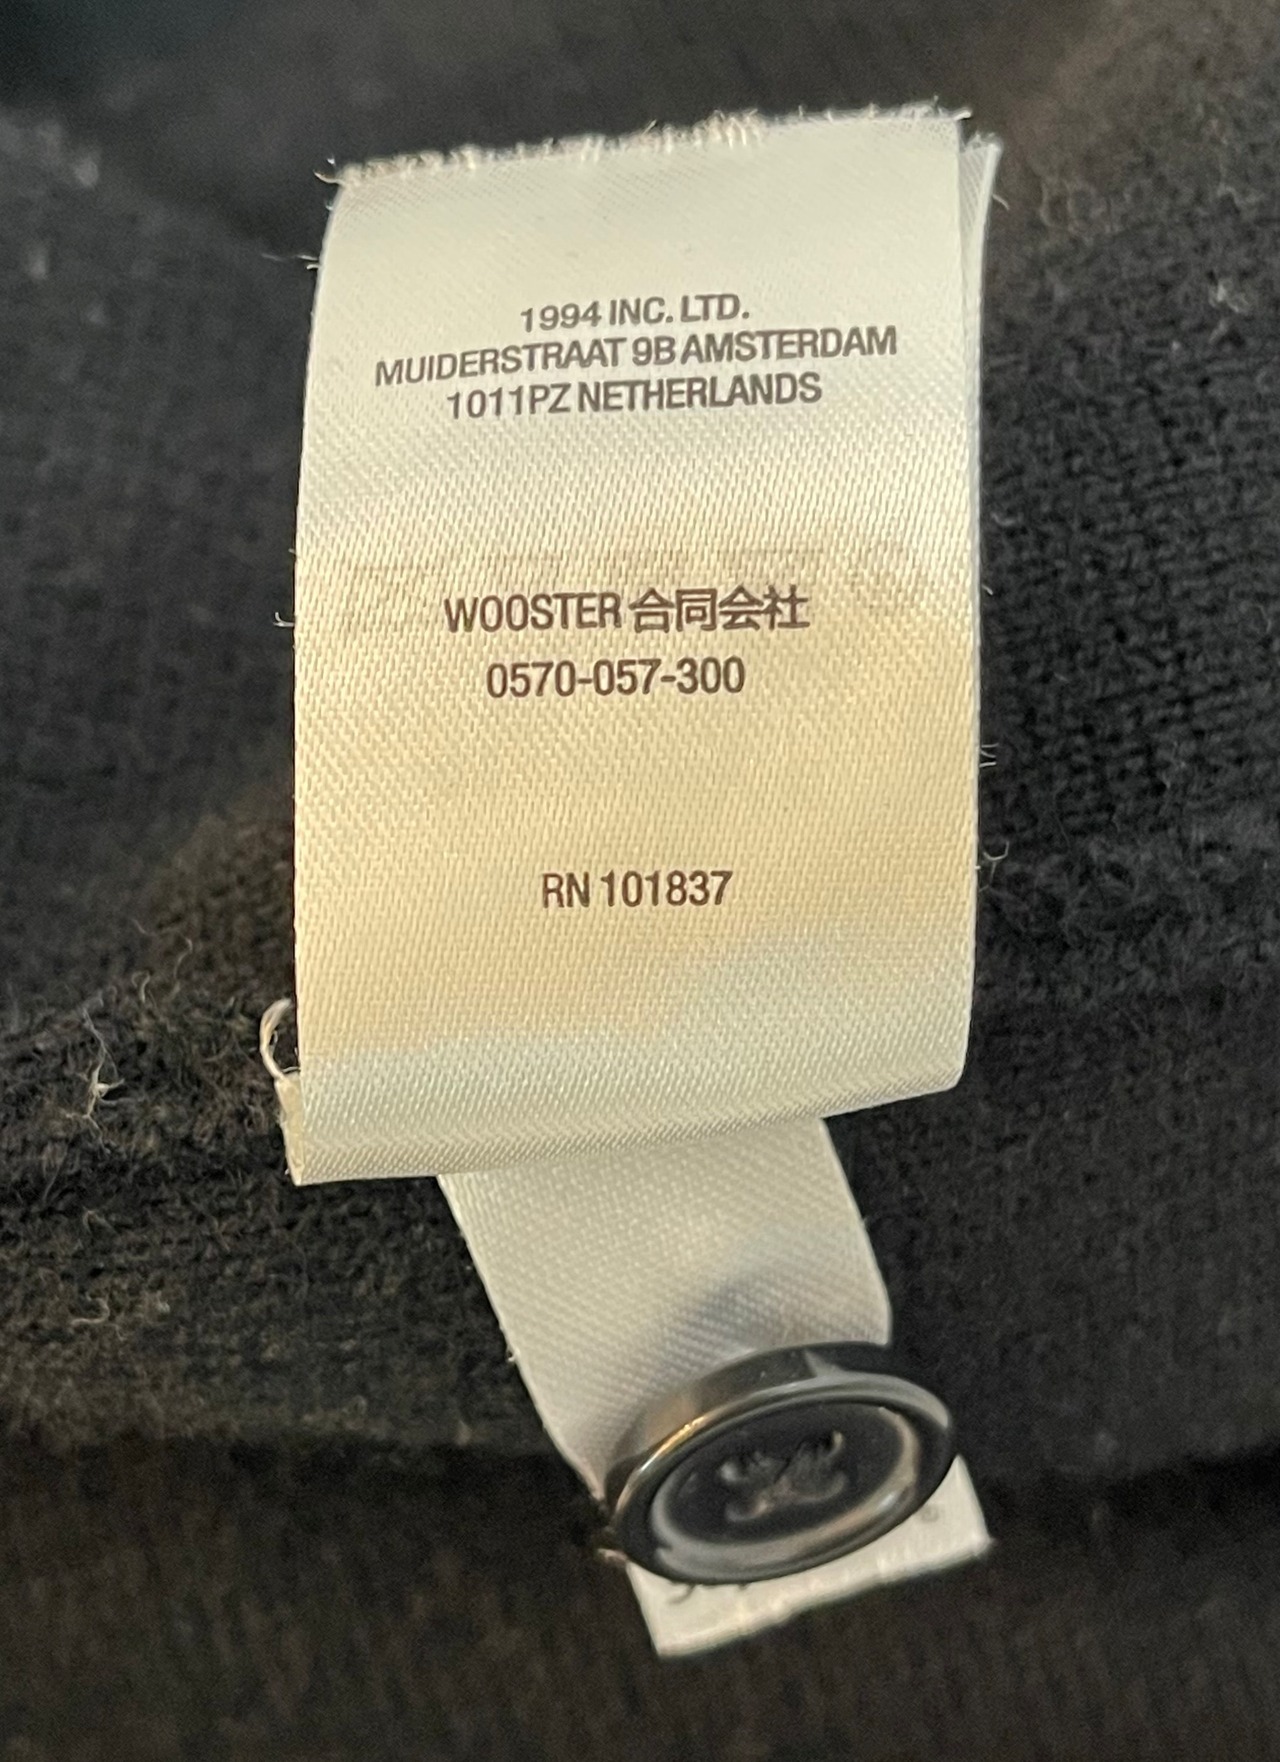 1994 INC. LTD.
MUIDERSTRAAT 9B AMSTERDAM
1011PZ NETHERLANDS
WOOSTER 合同会社
0570-057-300
RN 101837